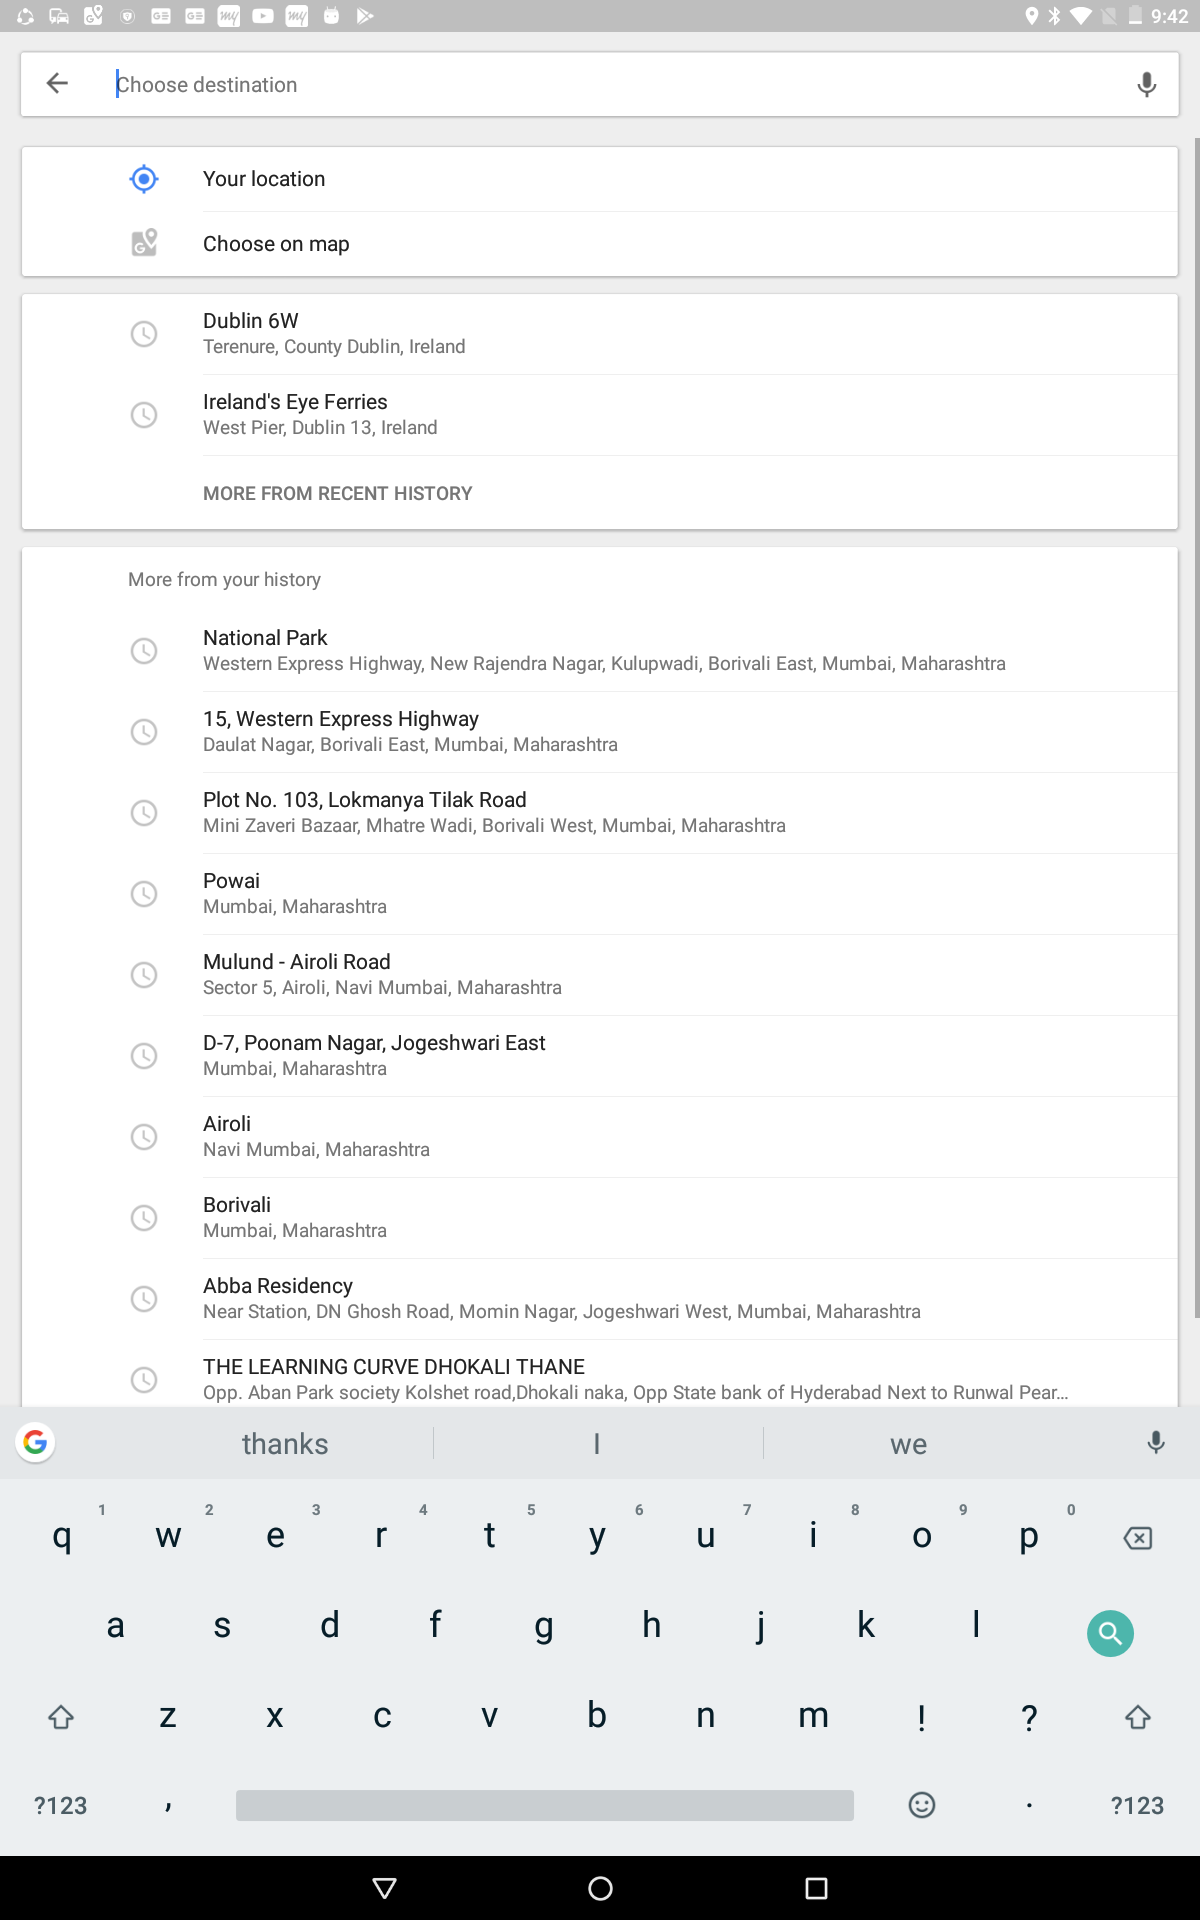 9:42
Choose destination
Your location
Choose on map
Dublin 6W
Terenure, County Dublin, Ireland
Ireland's Eye Ferries
West Pier, Dublin 13, Ireland
MORE FROM RECENT HISTORY
More from your history
National Park
Western Express Highway, New Rajendra Nagar, Kulupwadi, Borivali East, Mumbai, Maharashtra
15, Western Express Highway
Daulat Nagar, Borivali East, Mumbai, Maharashtra
Plot No. 103, Lokmanya Tilak Road
Mini Zaveri Bazaar, Mhatre Wadi, Borivali West, Mumbai, Maharashtra
Powai
Mumbai, Maharashtra
Mulund - Airoli Road
Sector 5, Airoli, Navi Mumbai, Maharashtra
D-7, Poonam Nagar, Jogeshwari East
Mumbai, Maharashtra
Airoli
Navi Mumbai, Maharashtra
Borivali
Mumbai, Maharashtra
Abba Residency
Near Station, DN Ghosh Road, Momin Nagar, Jogeshwari West, Mumbai, Maharashtra
THE LEARNING CURVE DHOKALI THANE
Opp. Aban Park society Kolshet road,Dhokali naka, Opp State bank of Hyderabad Next to Runwal Pear...
thanks I we
1 2 3 4 5 6 7 8 9 0
q w e r t y u i o p
a s d f g h j k l
z x c v b n m ! ?
?123 , . ?123